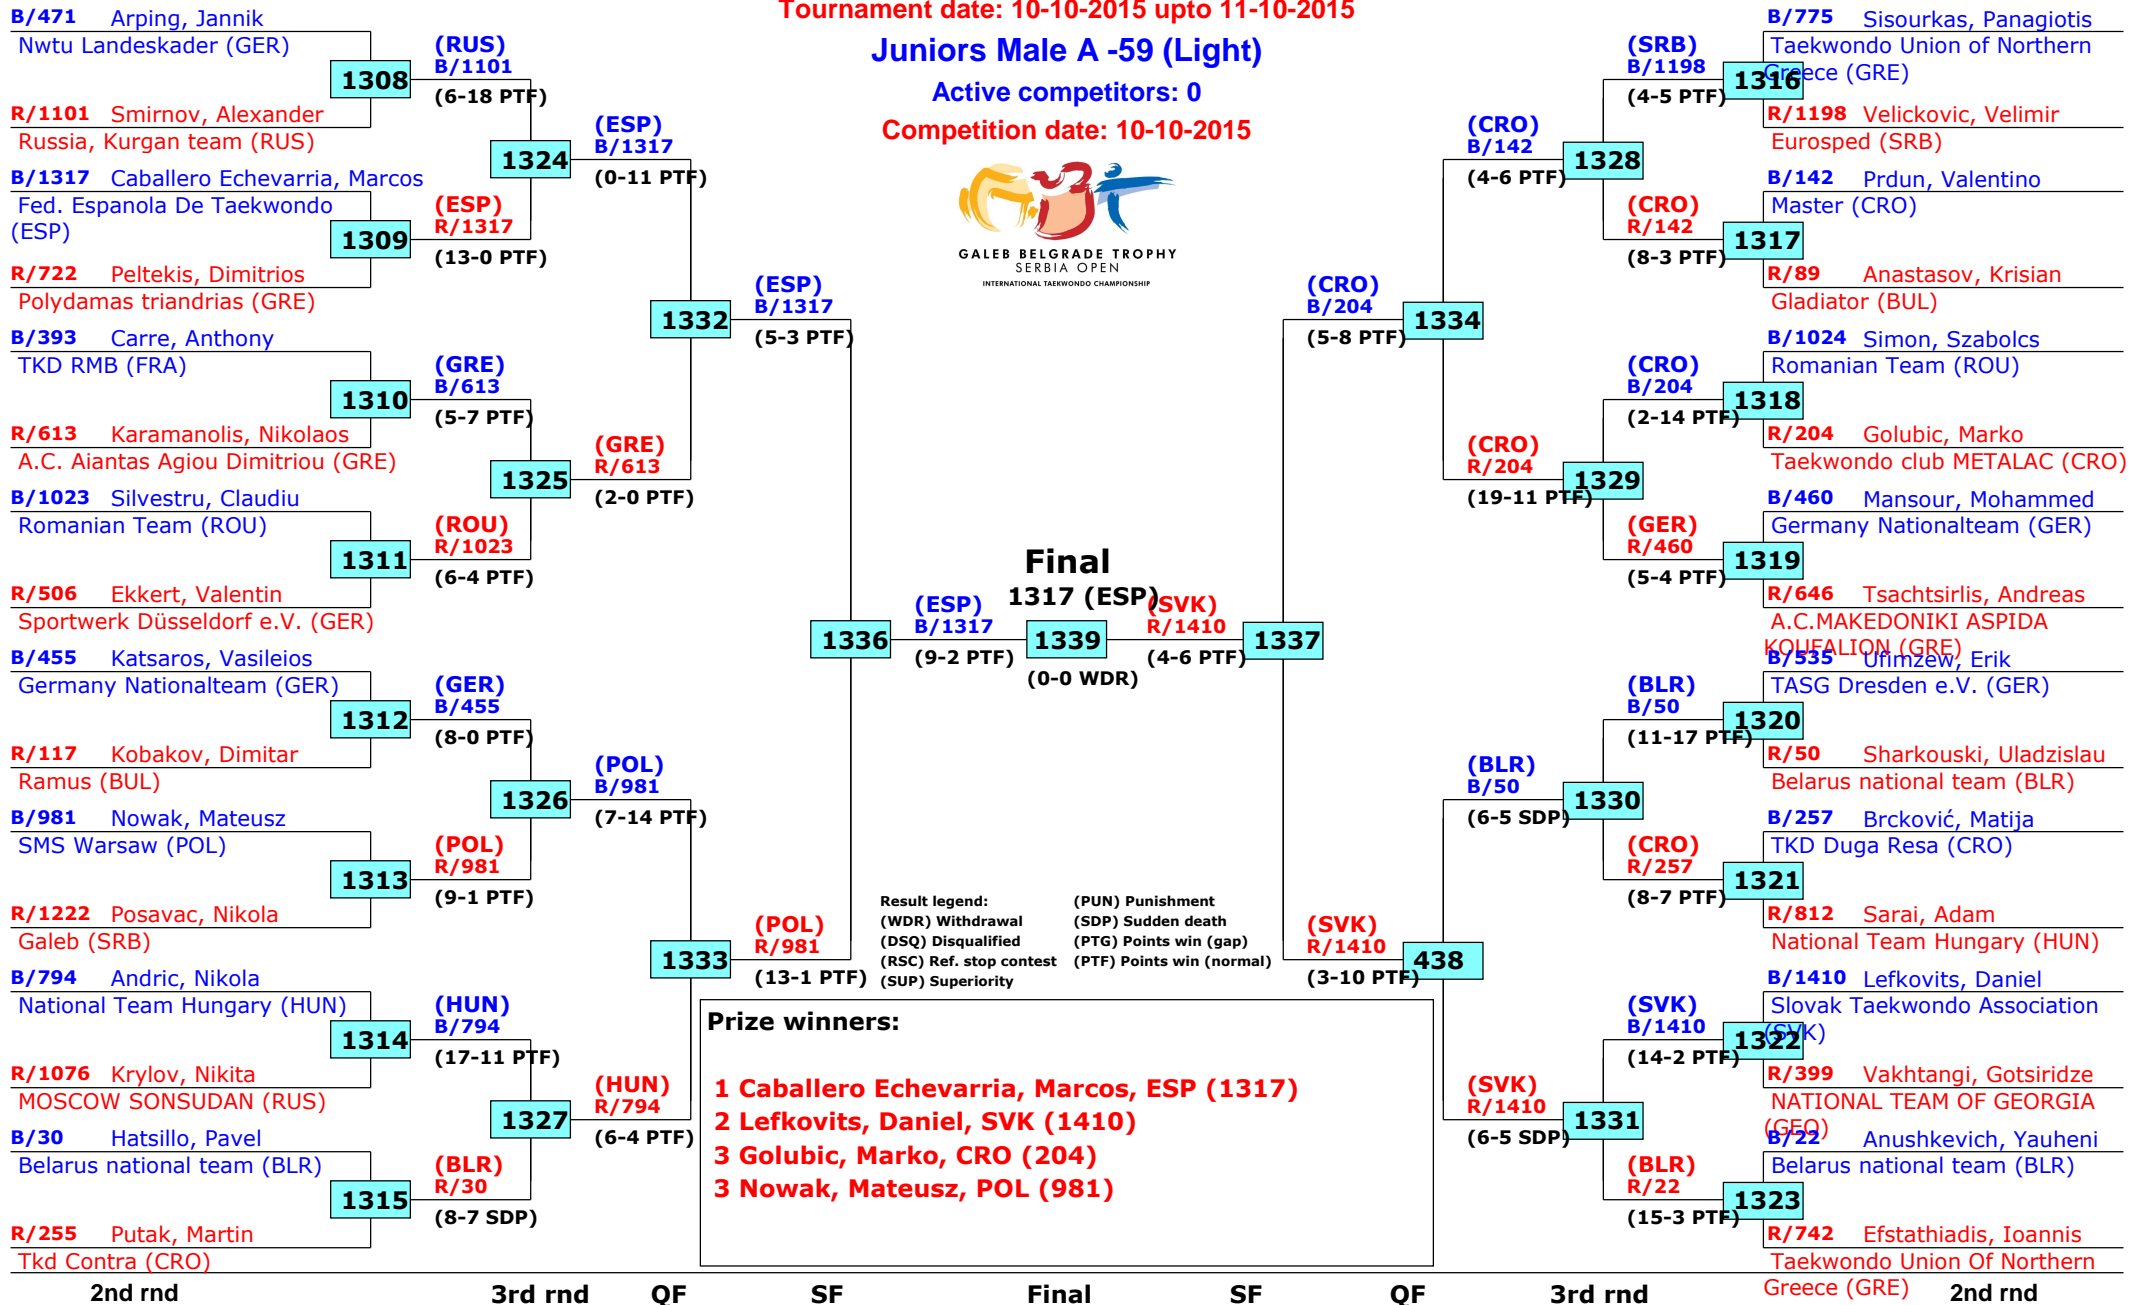 Tournament date: 10-10-2015 upto 11-10-2015
Juniors Male A -59 (Light)
Active competitors: 0
Competition date: 10-10-2015
GALEB BELGRADE TROPHY
SERBIA OPEN
INTERNATIONAL TAEKWONDO CHAMPIONSHIP
B/471 Arping, Jannik
Nwtu Landeskader (GER)
1308
R/1101 Smirnov, Alexander
Russia, Kurgan team (RUS)
B/1317 Caballero Echevarria, Marcos
Fed. Espanola De Taekwondo
(ESP)
1309
R/722 Peltekis, Dimitrios
Polydamas triandrias (GRE)
B/393 Carre, Anthony
TKD RMB (FRA)
1310
R/613 Karamanolis, Nikolaos
A.C. Aiantas Agiou Dimitriou (GRE)
B/1023 Silvestru, Claudiu
Romanian Team (ROU)
1311
R/506 Ekkert, Valentin
Sportwerk Düsseldorf e.V. (GER)
B/455 Katsaros, Vasileios
Germany Nationalteam (GER)
1312
R/117 Kobakov, Dimitar
Ramus (BUL)
B/981 Nowak, Mateusz
SMS Warsaw (POL)
1313
R/1222 Posavac, Nikola
Galeb (SRB)
B/794 Andric, Nikola
National Team Hungary (HUN)
1314
R/1076 Krylov, Nikita
MOSCOW SONSUDAN (RUS)
B/30 Hatsillo, Pavel
Belarus national team (BLR)
1315
R/255 Putak, Martin
Tkd Contra (CRO)
(RUS)
B/1101
(6-18 PTF)
1324
(ESP)
R/1317
(13-0 PTF)
(GRE)
B/613
(5-7 PTF)
1325
(ROU)
R/1023
(6-4 PTF)
(GER)
B/455
(8-0 PTF)
1326
(POL)
R/981
(9-1 PTF)
(HUN)
B/794
(17-11 PTF)
1327
(BLR)
R/30
(8-7 SDP)
(ESP)
B/1317
(0-11 PTF)
1332
(GRE)
R/613
(2-0 PTF)
(POL)
B/981
(7-14 PTF)
1333
(HUN)
R/794
(6-4 PTF)
(ESP)
B/1317
(5-3 PTF)
1336
(POL)
R/981
(13-1 PTF)
(ESP)
B/1317
(9-2 PTF)
Final
1317 (ESP)
1339
(0-0 WDR)
(SVK)
R/1410
(4-6 PTF)
1337
(CRO)
B/204
(5-8 PTF)
1334
(SVK)
R/1410
(3-10 PTF)
438
(CRO)
B/142
(4-6 PTF)
1328
(CRO)
R/204
(19-11 PTF)
1329
(BLR)
B/50
(6-5 SDP)
1330
(SVK)
R/1410
(6-5 SDP)
1331
(SRB)
B/1198
(4-5 PTF)
1316
(CRO)
R/142
(8-3 PTF)
1317
(CRO)
B/204
(2-14 PTF)
1318
(GER)
R/460
(5-4 PTF)
1319
(BLR)
B/50
(11-17 PTF)
1320
(CRO)
R/257
(8-7 PTF)
1321
(SVK)
B/1410
(14-2 PTF)
1322
(BLR)
R/22
(15-3 PTF)
1323
B/775 Sisourkas, Panagiotis
Taekwondo Union of Northern
Greece (GRE)
R/1198 Velickovic, Velimir
Eurosped (SRB)
B/142 Prdun, Valentino
Master (CRO)
R/89 Anastasov, Krisian
Gladiator (BUL)
B/1024 Simon, Szabolcs
Romanian Team (ROU)
R/204 Golubic, Marko
Taekwondo club METALAC (CRO)
B/460 Mansour, Mohammed
Germany Nationalteam (GER)
R/646 Tsachtsirlis, Andreas
A.C.MAKEDONIKI ASPIDA
KOUFALION (GRE)
B/535 Ufimzew, Erik
TASG Dresden e.V. (GER)
R/50 Sharkouski, Uladzislau
Belarus national team (BLR)
B/257 Brcković, Matija
TKD Duga Resa (CRO)
R/812 Sarai, Adam
National Team Hungary (HUN)
B/1410 Lefkovits, Daniel
Slovak Taekwondo Association
(SVK)
R/399 Vakhtangi, Gotsiridze
NATIONAL TEAM OF GEORGIA
(GEO)
B/22 Anushkevich, Yauheni
Belarus national team (BLR)
R/742 Efstathiadis, Ioannis
Taekwondo Union Of Northern
Greece (GRE)
Result legend: (PUN) Punishment
(WDR) Withdrawal (SDP) Sudden death
(DSQ) Disqualified (PTG) Points win (gap)
(RSC) Ref. stop contest (PTF) Points win (normal)
(SUP) Superiority
Prize winners:
1 Caballero Echevarria, Marcos, ESP (1317)
2 Lefkovits, Daniel, SVK (1410)
3 Golubic, Marko, CRO (204)
3 Nowak, Mateusz, POL (981)
2nd rnd 3rd rnd QF SF Final SF QF 3rd rnd 2nd rnd